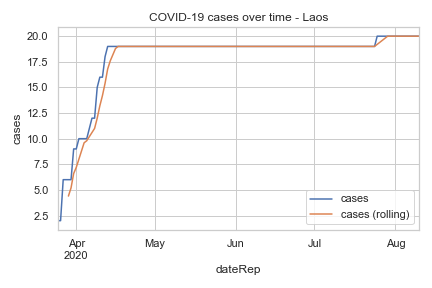 COVID-19 cases over time - Laos
cases
20.0
17.5
15.0
12.5
10.0
7.5
5.0
2.5
cases
cases (rolling)
Apr
2020
May
Jun
Jul
Aug
dateRep